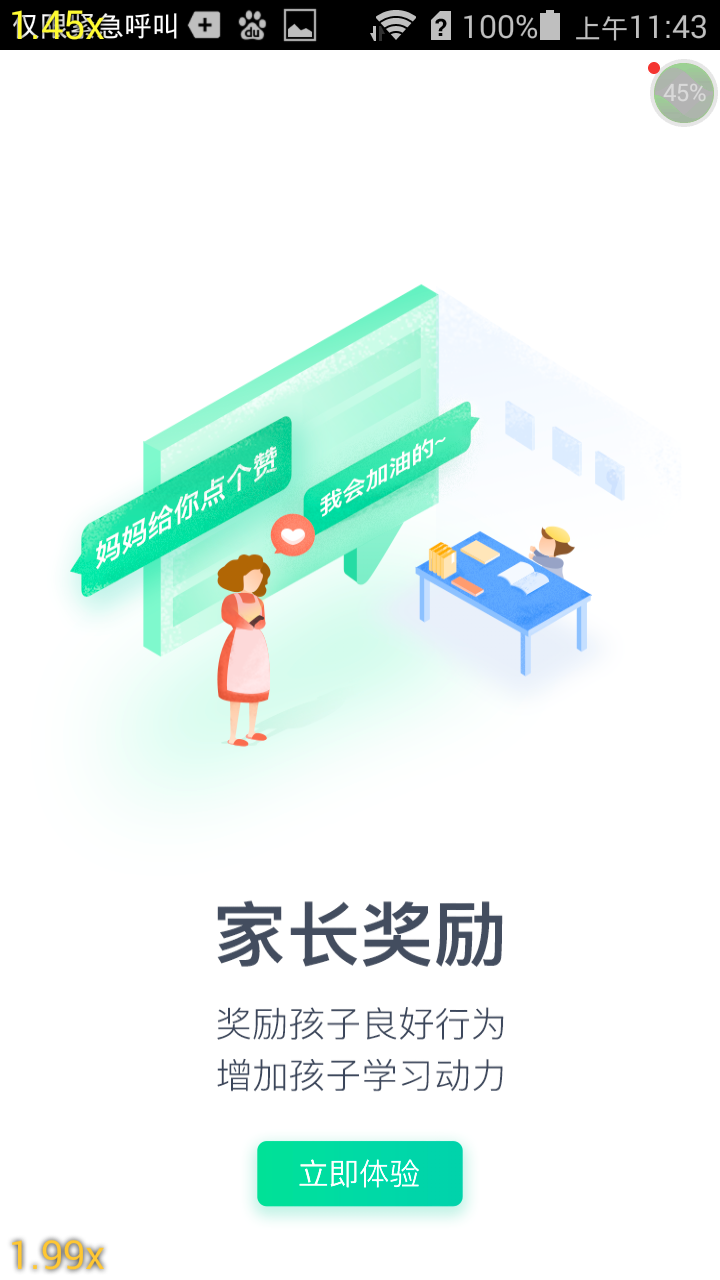 仅限紧急呼叫
1.45x
100%
上午11:43
45%
妈妈给你点个赞
我会加油的~
家长奖励
奖励孩子良好行为
增加孩子学习动力
立即体验
1.99x